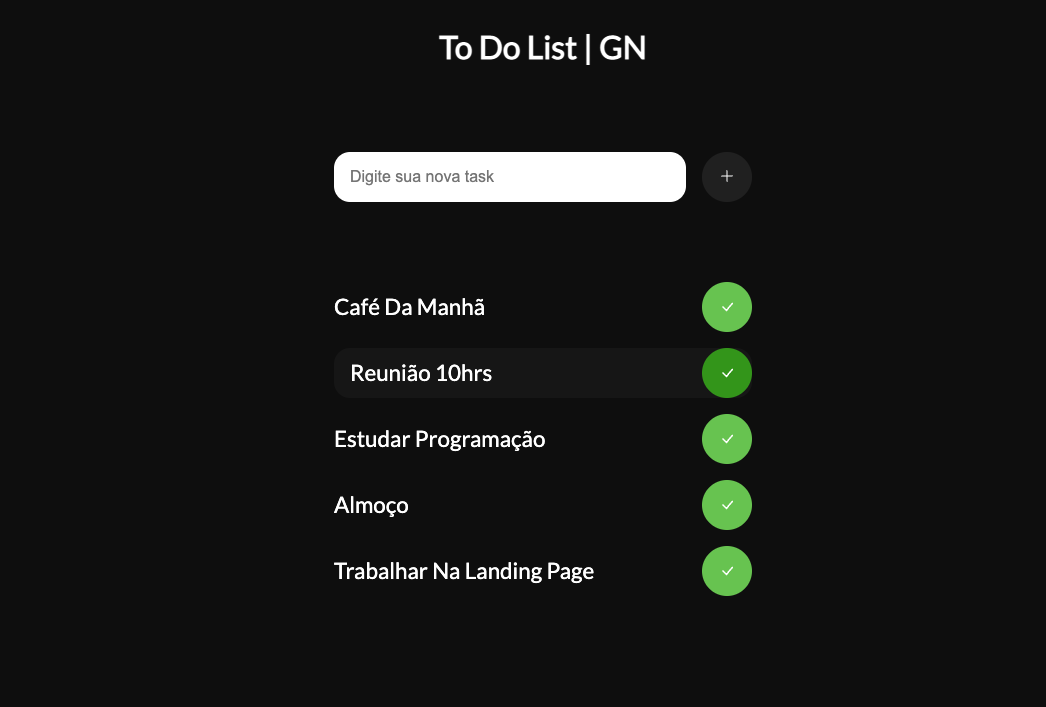 To Do List | GN
Digite sua nova task
Café Da Manhã
Reunião 10hrs
Estudar Programação
Almoço
Trabalhar Na Landing Page